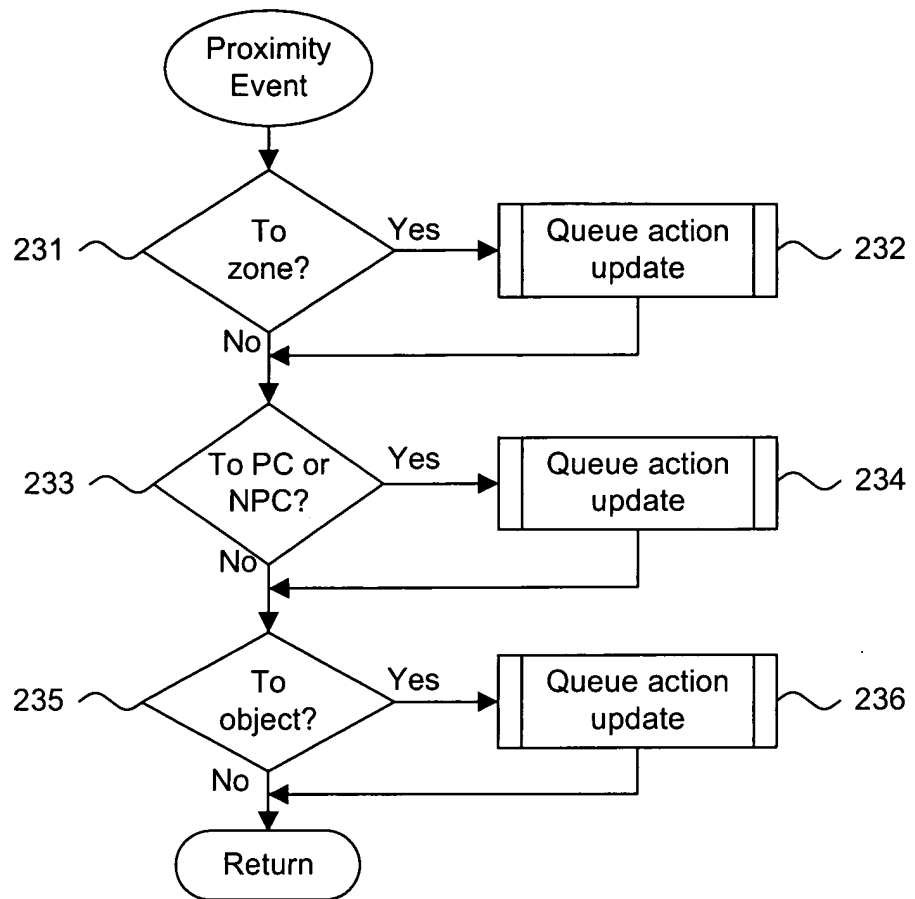 Proximity
Event
231
To
zone?
Yes
Queue action
update
232
No
233
To PC or
NPC?
Yes
Queue action
update
234
No
235
To
object?
Yes
Queue action
update
236
No
Return